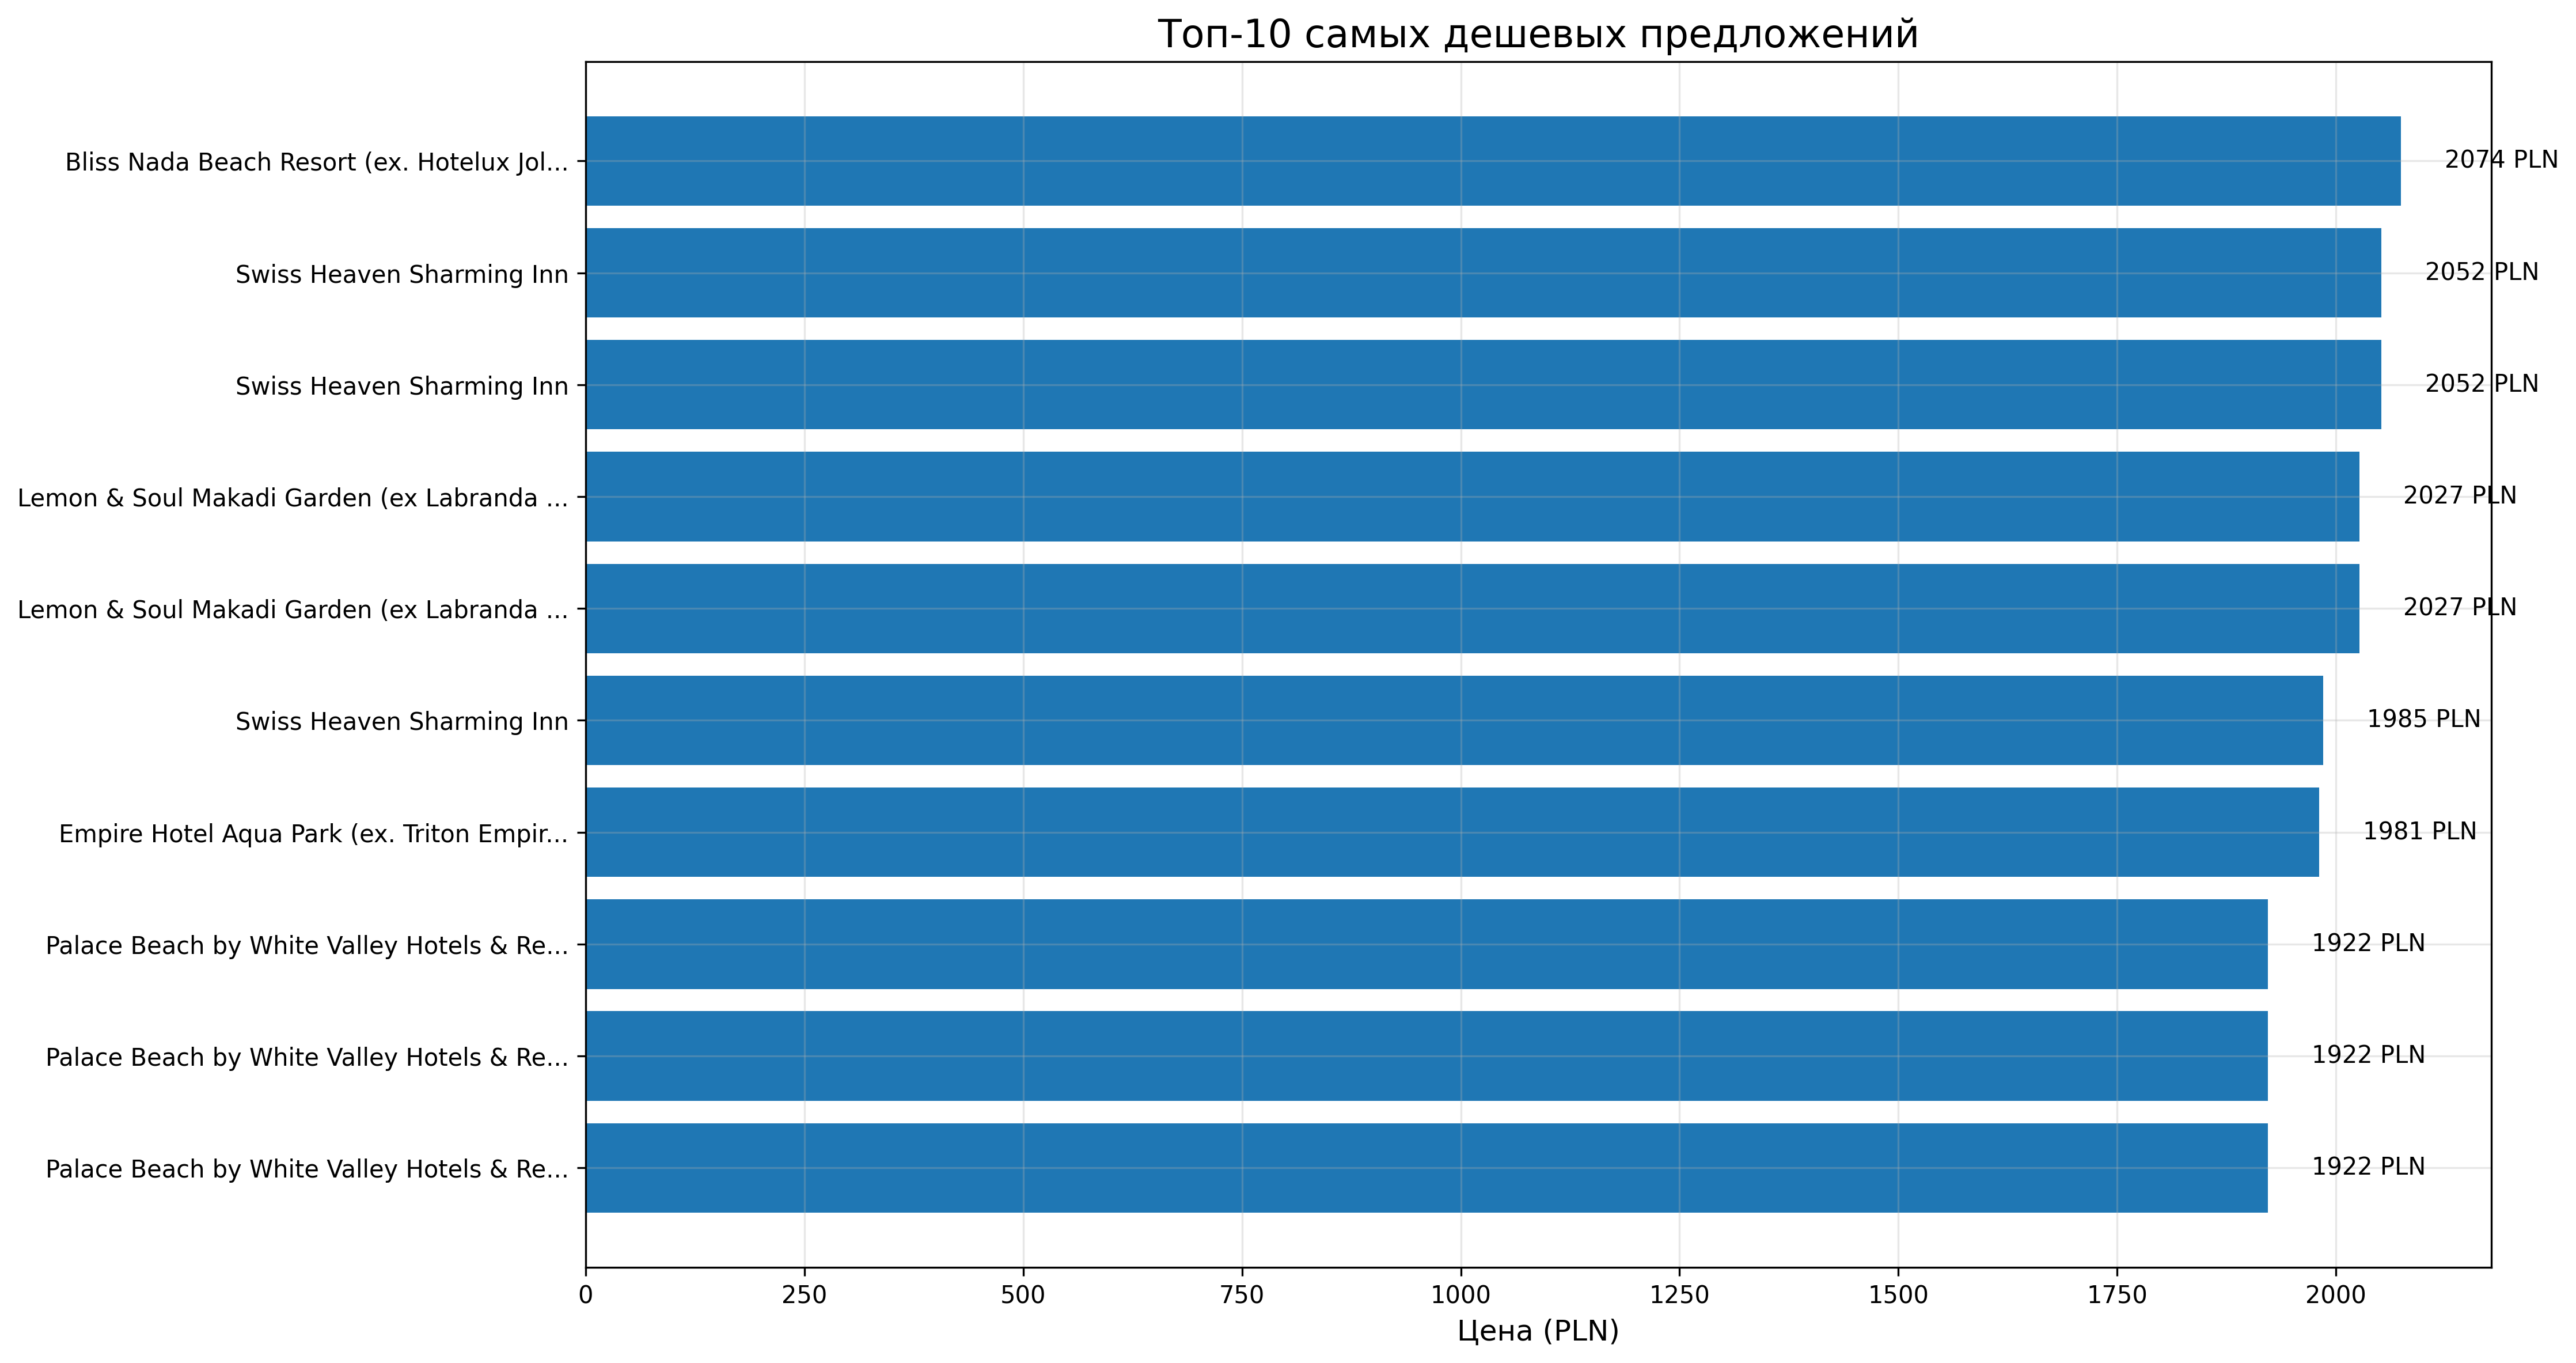 Топ-10 самых дешевых предложений
Bliss Nada Beach Resort (ex. Hotelux Jol... 2074 PLN
Swiss Heaven Sharming Inn 2052 PLN
Swiss Heaven Sharming Inn 2052 PLN
Lemon & Soul Makadi Garden (ex Labranda ... 2027 PLN
Lemon & Soul Makadi Garden (ex Labranda ... 2027 PLN
Swiss Heaven Sharming Inn 1985 PLN
Empire Hotel Aqua Park (ex. Triton Empir... 1981 PLN
Palace Beach by White Valley Hotels & Re... 1922 PLN
Palace Beach by White Valley Hotels & Re... 1922 PLN
Palace Beach by White Valley Hotels & Re... 1922 PLN
0 250 500 750 1000 1250 1500 1750 2000
Цена (PLN)